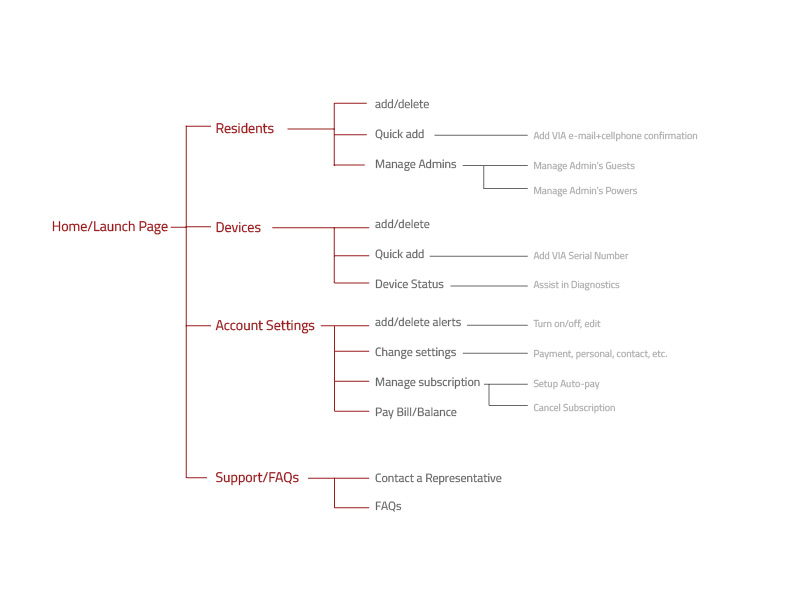 Home/Launch Page
Residents
add/delete
Quick add
Add VIA e-mail+cellphone confirmation
Manage Admins
Manage Admin's Guests
Manage Admin's Powers
Devices
add/delete
Quick add
Add VIA Serial Number
Device Status
Assist in Diagnostics
Account Settings
add/delete alerts
Turn on/off, edit
Change settings
Payment, personal, contact, etc.
Manage subscription
Setup Auto-pay
Cancel Subscription
Pay Bill/Balance
Support/FAQs
Contact a Representative
FAQs